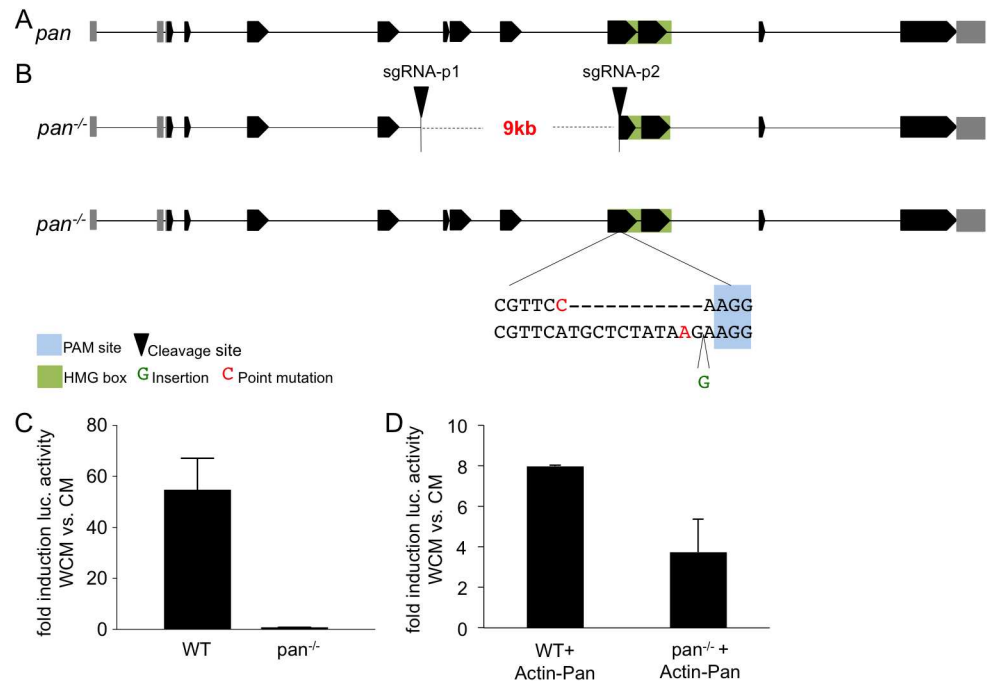 A
pan
B
sgRNA-p1
sgRNA-p2
pan-/-
9kb
pan-/-
CGTTCC-----------AAGG
CGTTCATGCTCTATAAGAAGG
G
PAM site
Cleavage site
HMG box
G Insertion
C Point mutation
C
fold induction luc. activity
WCM vs. CM
80
60
40
20
0
WT
pan-/-
D
fold induction luc. activity
WCM vs. CM
10
8
6
4
2
0
WT+
Actin-Pan
pan-/- +
Actin-Pan